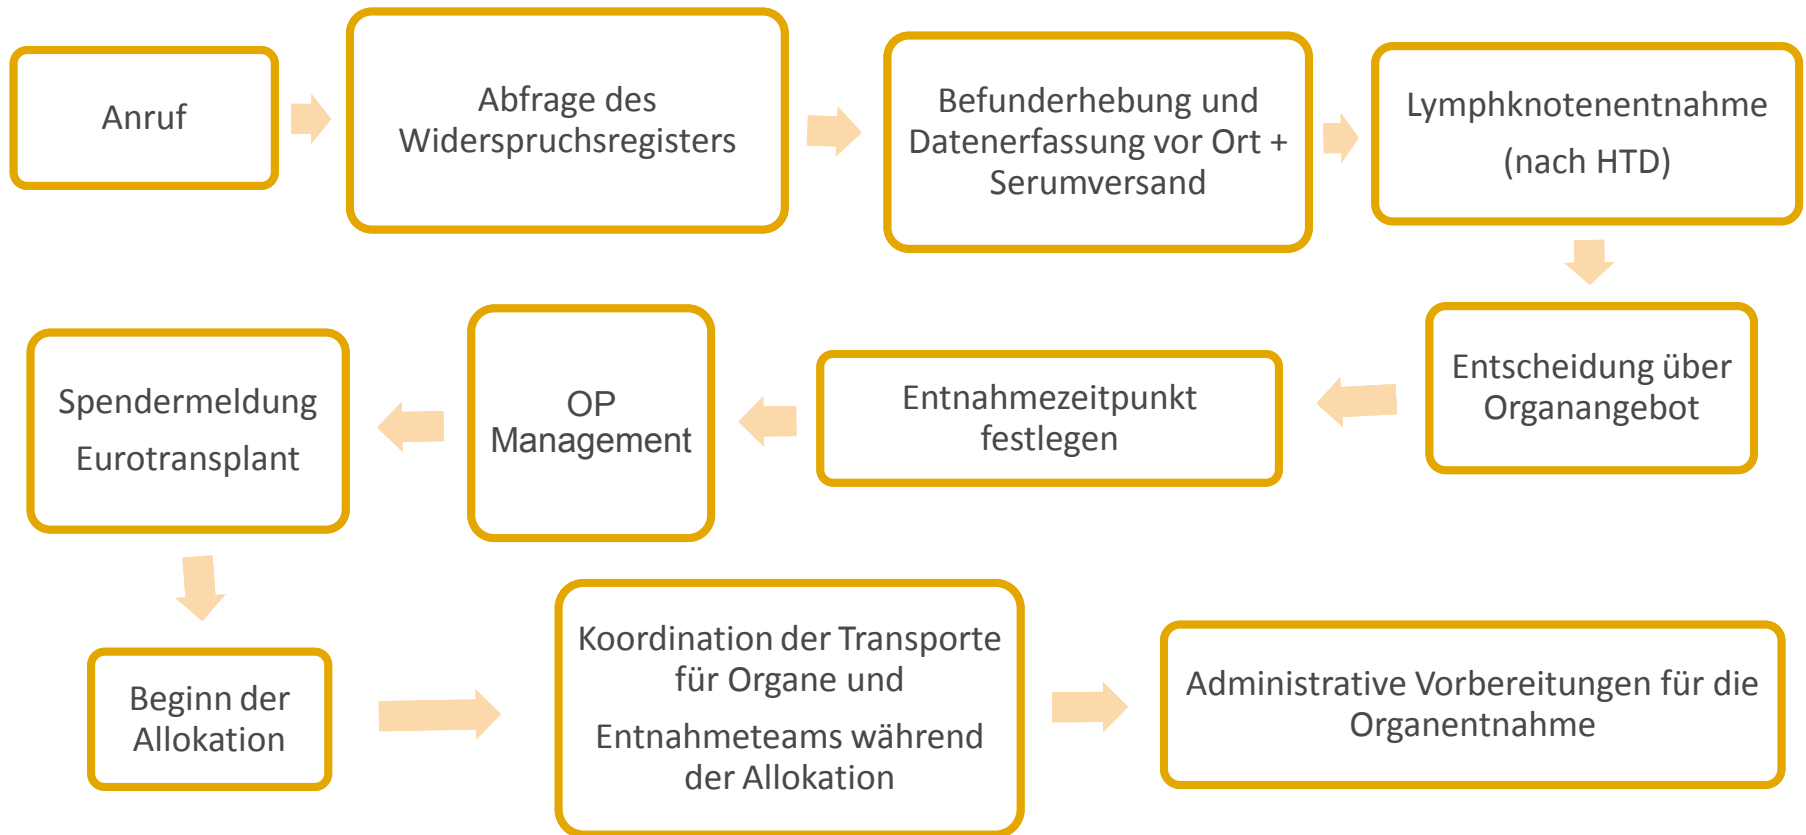 Anruf
Abfrage des
Widerspruchsregisters
Befunderhebung und
Datenerfassung vor Ort +
Serumversand
Lymphknotenentnahme
(nach HTD)
Entscheidung über
Organangebot
Entnahmezeitpunkt
festlegen
OP
Management
Spendermeldung
Eurotransplant
Beginn der
Allokation
Koordination der Transporte
für Organe und
Entnahmeteams während
der Allokation
Administrative Vorbereitungen für die
Organentnahme